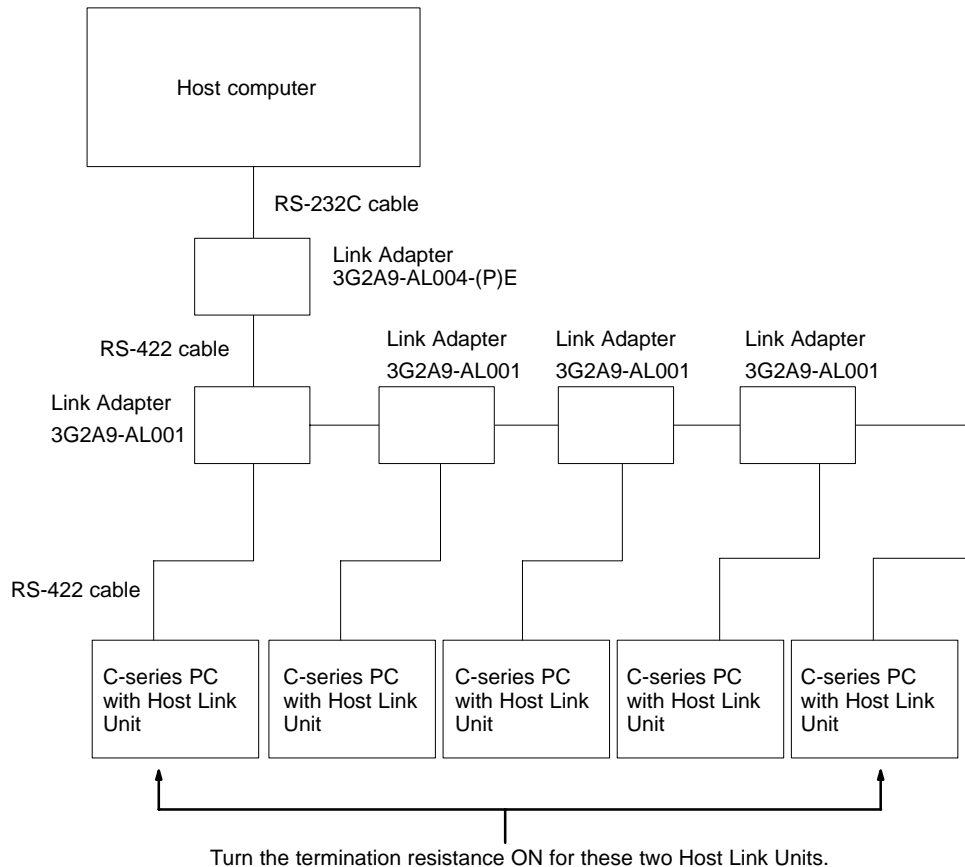 Host computer
RS-232C cable
Link Adapter
3G2A9-AL004-(P)E
RS-422 cable
Link Adapter
3G2A9-AL001
Link Adapter
3G2A9-AL001
Link Adapter
3G2A9-AL001
Link Adapter
3G2A9-AL001
RS-422 cable
C-series PC
with Host Link
Unit
C-series PC
with Host Link
Unit
C-series PC
with Host Link
Unit
C-series PC
with Host Link
Unit
C-series PC
with Host Link
Unit
Turn the termination resistance ON for these two Host Link Units.